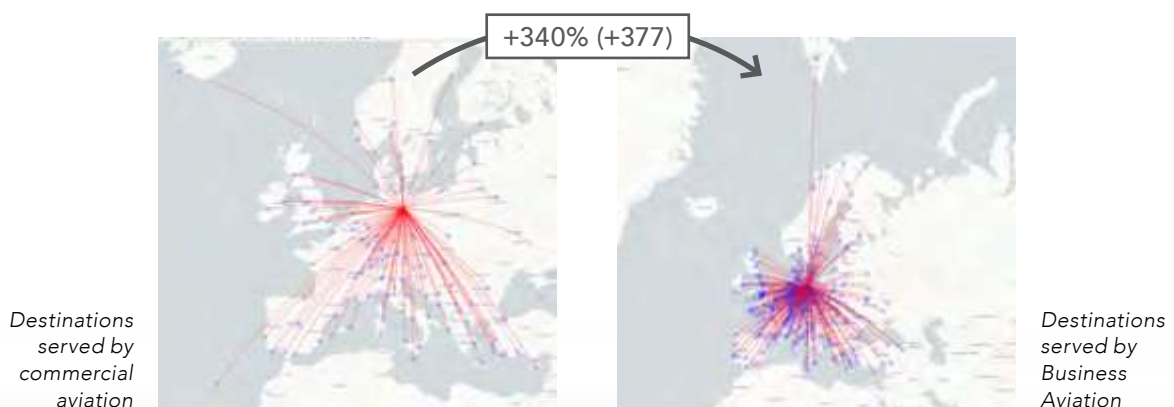 +340% (+377)
Destinations
served by
commercial
aviation
Destinations
served by
Business
Aviation